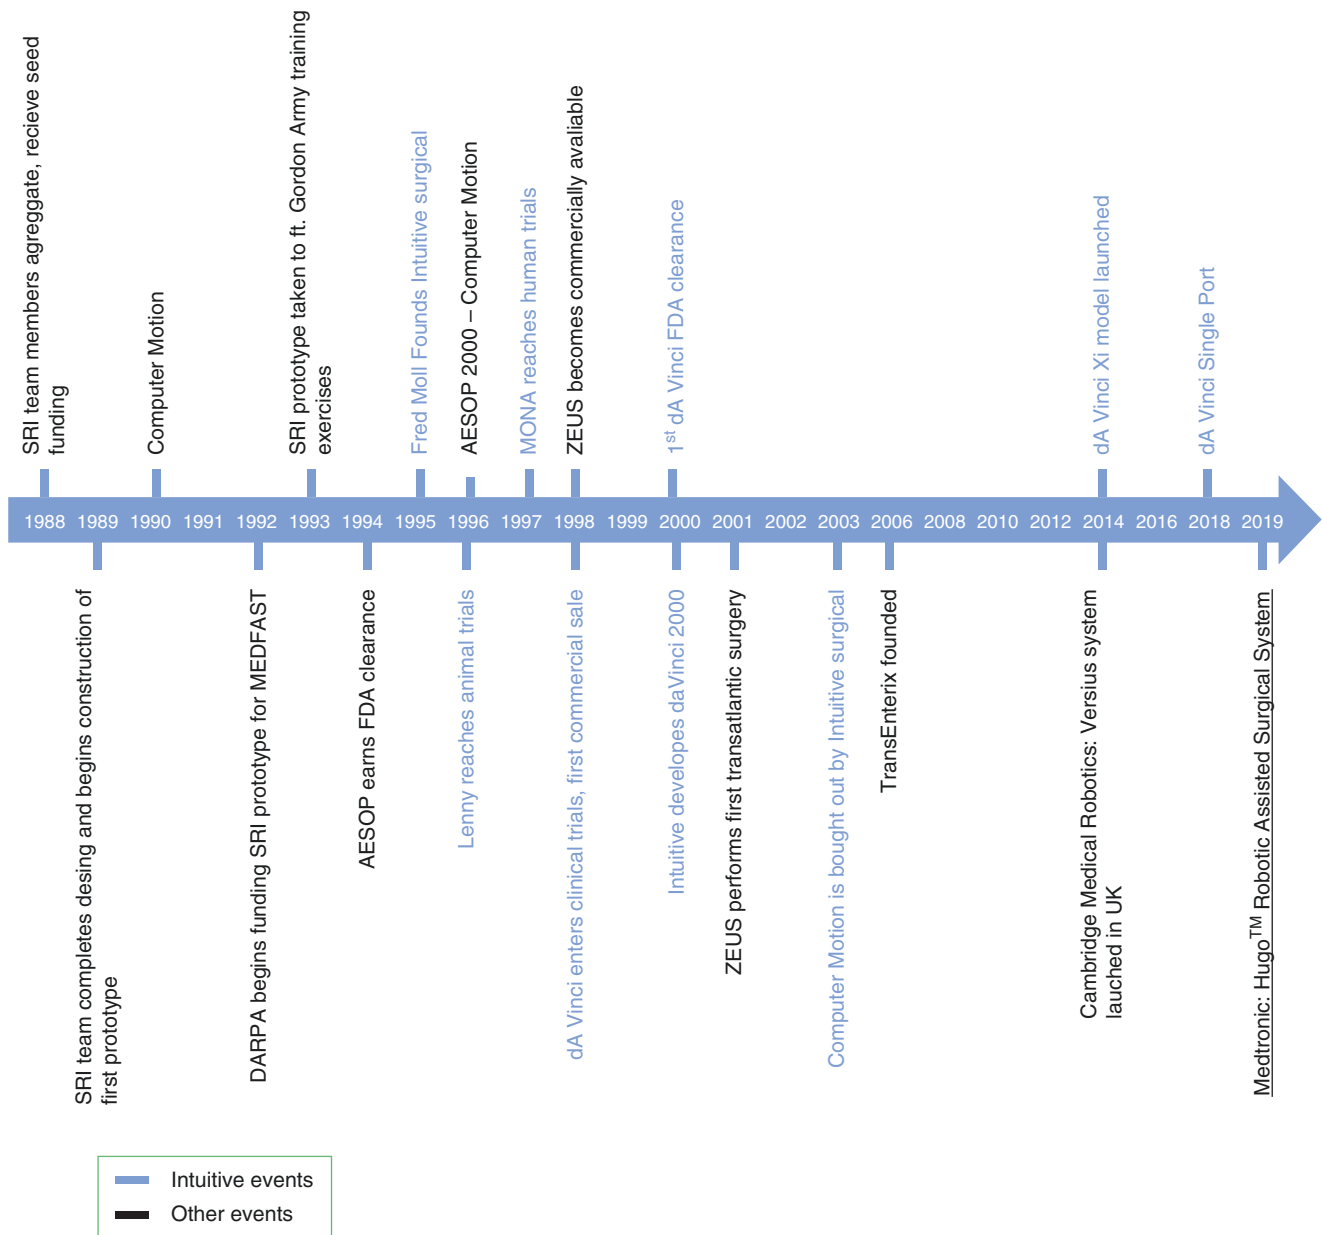 SRI team members agreggate, recieve seed
funding
Computer Motion
SRI prototype taken to ft. Gordon Army training
exercises
Fred Moll Founds Intuitive surgical
AESOP 2000 – Computer Motion
MONA reaches human trials
ZEUS becomes commercially avaliable
1st dA Vinci FDA clearance
dA Vinci Xi model launched
dA Vinci Single Port
1988 1989 1990 1991 1992 1993 1994 1995 1996 1997 1998 1999 2000 2001 2002 2003 2006 2008 2010 2012 2014 2016 2018 2019
SRI team completes desing and begins construction of
first prototype
DARPA begins funding SRI prototype for MEDFAST
AESOP earns FDA clearance
Lenny reaches animal trials
dA Vinci enters clinical trials, first commercial sale
Intuitive developes daVinci 2000
ZEUS performs first transatlantic surgery
Computer Motion is bought out by Intuitive surgical
TransEnterix founded
Cambridge Medical Robotics: Versius system
lauched in UK
Medtronic: Hugo™ Robotic Assisted Surgical System
Intuitive events
Other events